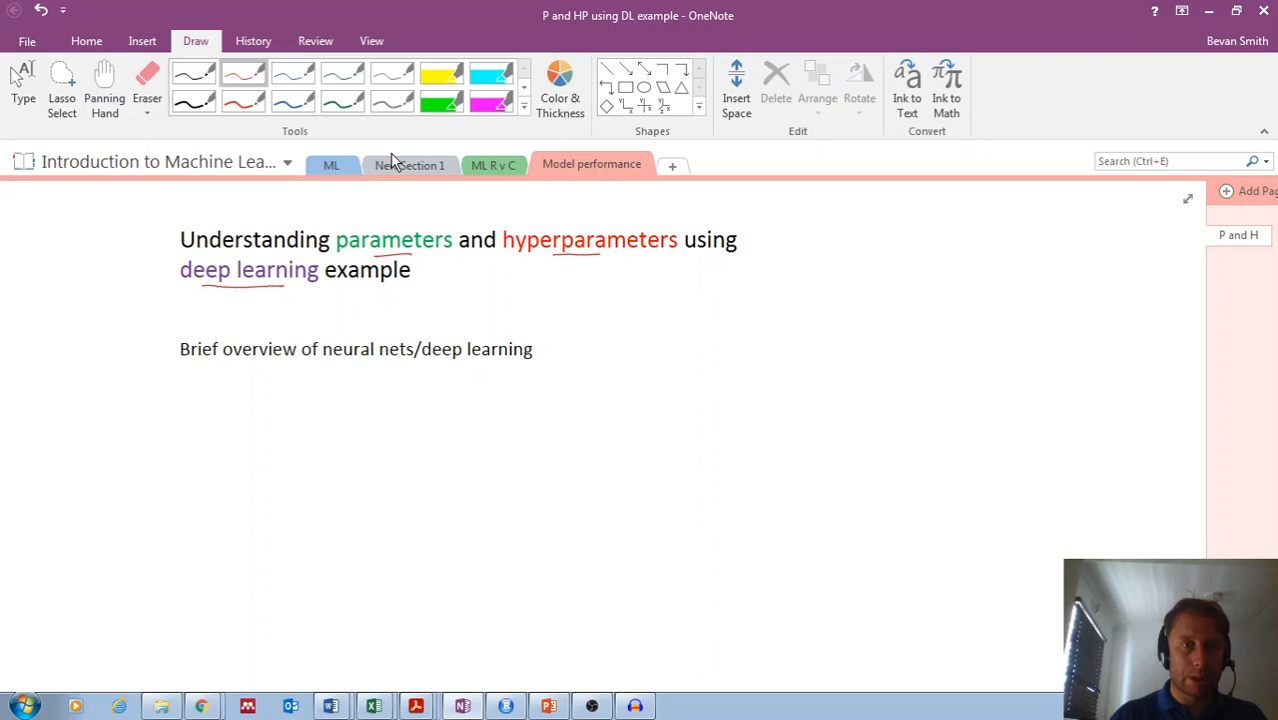 P and HP using DL example - OneNote
File Home Insert Draw History Review View Bevan Smith
Type Lasso Select Panning Hand Eraser Color & Thickness Insert Space Delete Arrange Rotate Ink to Text Ink to Math
Tools Shapes Edit Convert
Introduction to Machine Lea... ML New Section 1 ML R v C Model performance Search (Ctrl+E)
Add Pag
P and H
Understanding parameters and hyperparameters using
deep learning example
Brief overview of neural nets/deep learning